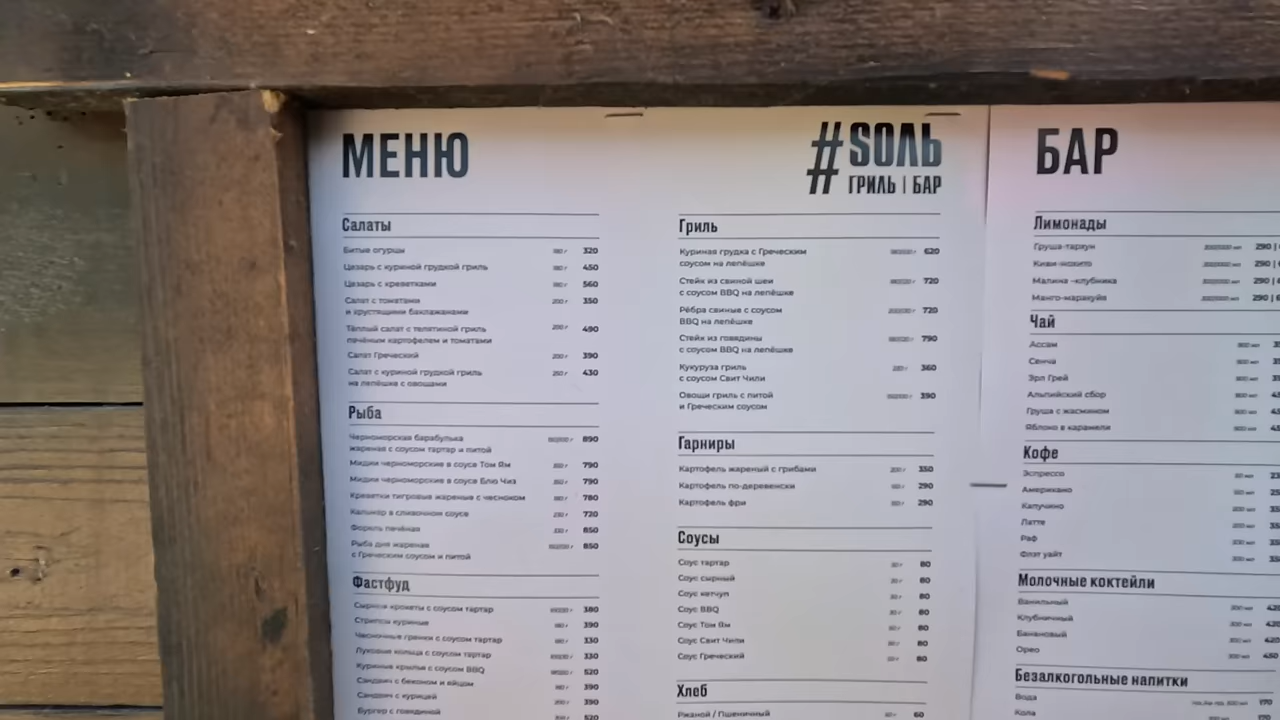 МЕНЮ
Салаты
Битые огурцы 320
Цезарь с куриной грудкой гриль 450
Цезарь с креветками 560
Салат с томатами 350
и хрустящими баклажанами
Тёплый салат с телятиной гриль 490
печёным картофелем и томатами
Салат Греческий 390
Салат с куриной грудкой гриль 430
на лепёшке с овощами
Рыба
Черноморская барабулька 890
жареная с соусом тартар и питой
Мидии черноморские в соусе Том Ям 790
Мидии черноморские в соусе Блю Чиз 790
Креветки тигровые жареные с чесноком 780
Кальмар в сливочном соусе 720
Форель печёная 850
Рыба дня жареная 850
с Греческим соусом и питой
Фастфуд
Сырные крокеты с соусом тартар 380
Стрипсы куриные 390
Чесночные гренки с соусом тартар 330
Луковые кольца с соусом тартар 330
Куриные крылья с соусом BBQ 520
Сэндвич с беконом и яйцом 390
Сэндвич с курицей 390
Бургер с говядиной 520
#SОЛЬ
ГРИЛЬ | БАР
Гриль
Куриная грудка с Греческим 620
соусом на лепёшке
Стейк из свиной шеи 720
с соусом BBQ на лепёшке
Рёбра свиные с соусом 720
BBQ на лепёшке
Стейк из говядины 790
с соусом BBQ на лепёшке
Кукуруза гриль 360
с соусом Свит Чили
Овощи гриль с питой 390
и Греческим соусом
Гарниры
Картофель жареный с грибами 350
Картофель по-деревенски 290
Картофель фри 290
Соусы
Соус тартар 80
Соус сырный 80
Соус кетчуп 80
Соус BBQ 80
Соус Том Ям 80
Соус Свит Чили 80
Соус Греческий 80
Хлеб
Ржаной / Пшеничный 60
БАР
Лимонады
Груша-тархун 290 |
Киви-мохито 290 |
Малина -клубника 290 |
Манго-маракуйя 290 |
Чай
Ассам
Сенча
Эрл Грей
Альпийский сбор
Груша с жасмином
Яблоко в карамели
Кофе
Эспрессо
Американо
Капучино
Латте
Раф
Флэт уайт
Молочные коктейли
Ванильный 420
Клубничный 420
Банановый 420
Орео 450
Безалкогольные напитки
Вода 170
Кола